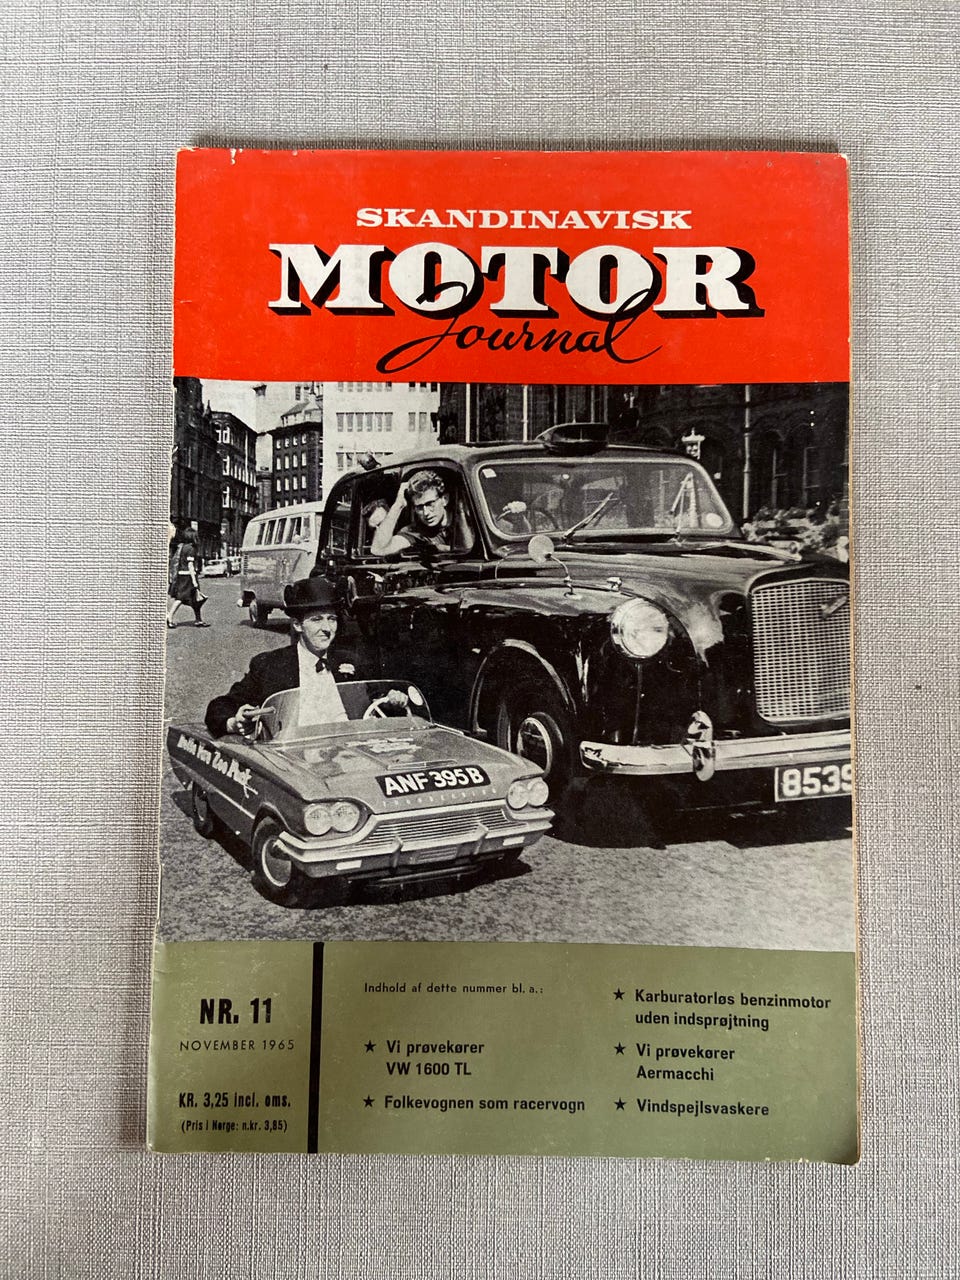 SKANDINAVISK
MOTOR
Journal
ANF 395B
THUNDERBIRD
8539
NR. 11
NOVEMBER 1965
KR. 3,25 incl. oms.
(Pris i Norge: n.kr. 3,85)
Indhold af dette nummer bl. a.:
★ Vi prøvekører
VW 1600 TL
★ Folkevognen som racervogn
★ Karburatorløs benzinmotor
uden indsprøjtning
★ Vi prøvekører
Aermacchi
★ Vindspejlsvaskere